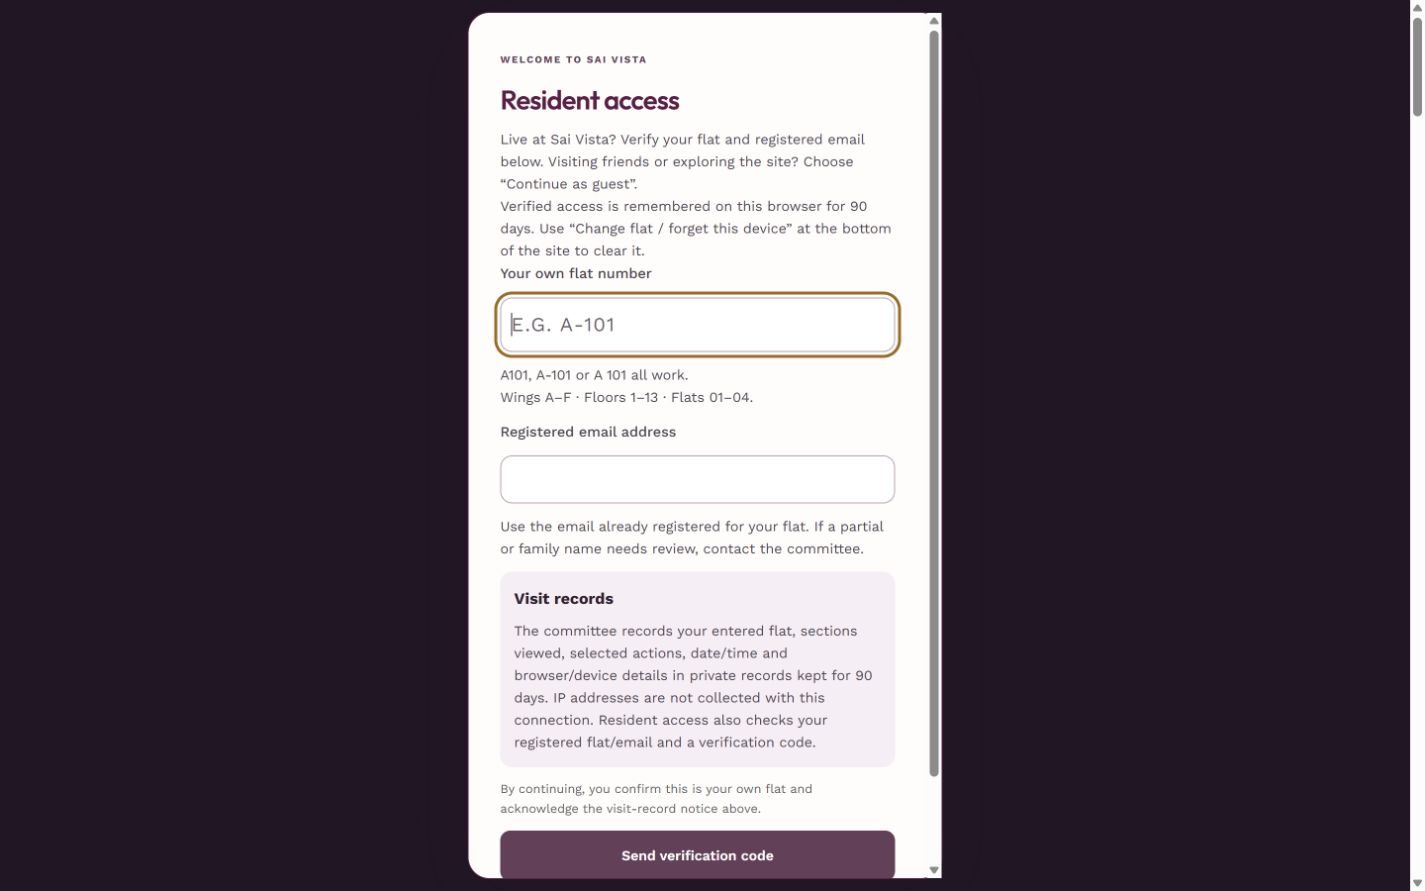 WELCOME TO SAI VISTA
Resident access
Live at Sai Vista? Verify your flat and registered email
below. Visiting friends or exploring the site? Choose
“Continue as guest”.
Verified access is remembered on this browser for 90
days. Use “Change flat / forget this device” at the bottom
of the site to clear it.
Your own flat number
E.G. A-101
A101, A-101 or A 101 all work.
Wings A–F · Floors 1–13 · Flats 01–04.
Registered email address
Use the email already registered for your flat. If a partial
or family name needs review, contact the committee.
Visit records
The committee records your entered flat, sections
viewed, selected actions, date/time and
browser/device details in private records kept for 90
days. IP addresses are not collected with this
connection. Resident access also checks your
registered flat/email and a verification code.
By continuing, you confirm this is your own flat and
acknowledge the visit-record notice above.
Send verification code